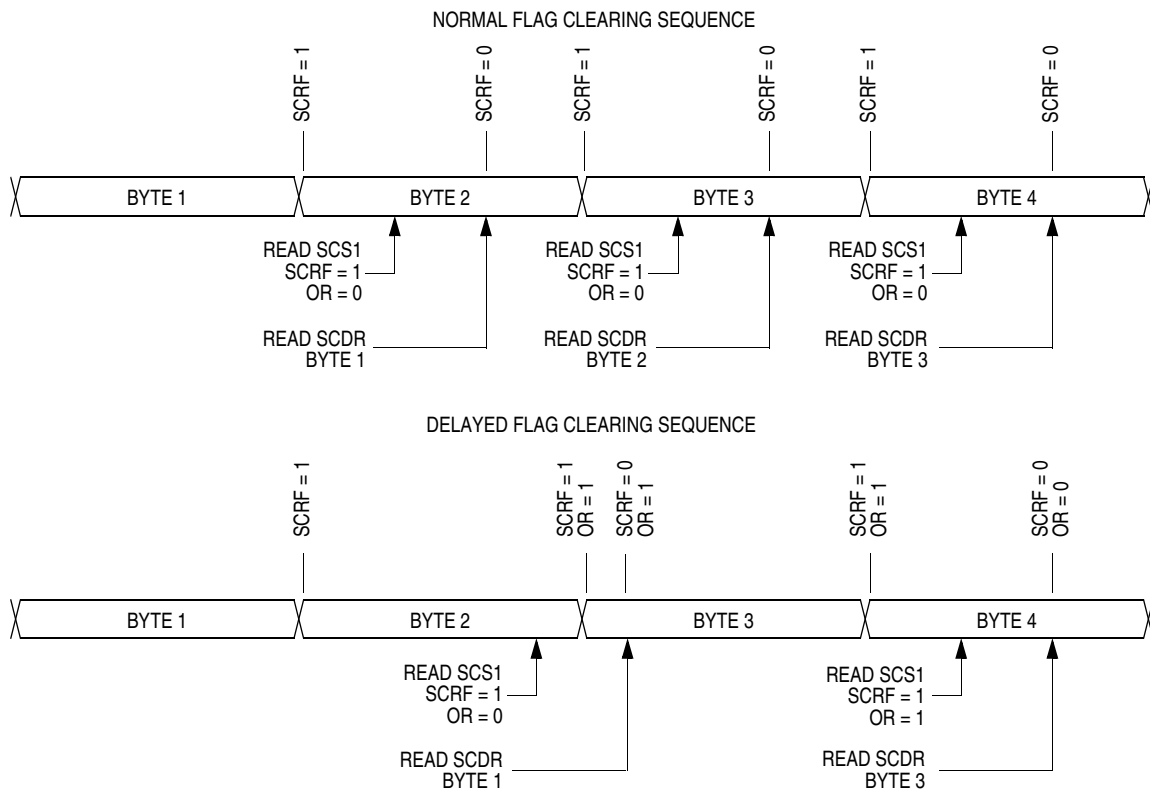 NORMAL FLAG CLEARING SEQUENCE
SCRF = 1
SCRF = 0
SCRF = 1
SCRF = 0
SCRF = 1
SCRF = 0
BYTE 1
BYTE 2
BYTE 3
BYTE 4
READ SCS1
SCRF = 1
OR = 0
READ SCS1
SCRF = 1
OR = 0
READ SCS1
SCRF = 1
OR = 0
READ SCDR
BYTE 1
READ SCDR
BYTE 2
READ SCDR
BYTE 3
DELAYED FLAG CLEARING SEQUENCE
SCRF = 1
SCRF = 1
OR = 1
SCRF = 0
OR = 1
SCRF = 1
OR = 1
SCRF = 0
OR = 0
BYTE 1
BYTE 2
BYTE 3
BYTE 4
READ SCS1
SCRF = 1
OR = 0
READ SCS1
SCRF = 1
OR = 1
READ SCDR
BYTE 1
READ SCDR
BYTE 3